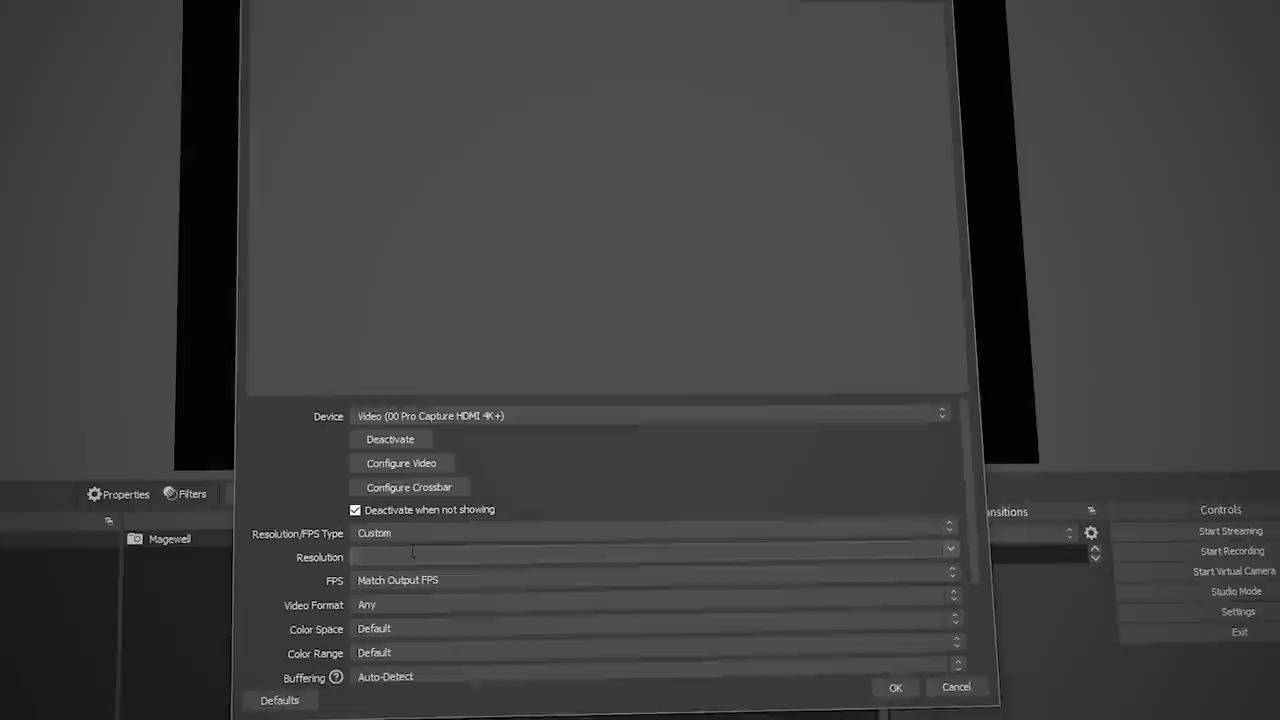 Device Video (00 Pro Capture HDMI 4K+)
Deactivate
Configure Video
Configure Crossbar
Deactivate when not showing
Resolution/FPS Type Custom
Resolution
FPS Match Output FPS
Video Format Any
Color Space Default
Color Range Default
Buffering ? Auto-Detect
Defaults OK Cancel
Properties Filters
Magewell
nsitions
Controls
Start Streaming
Start Recording
Start Virtual Camera
Studio Mode
Settings
Exit